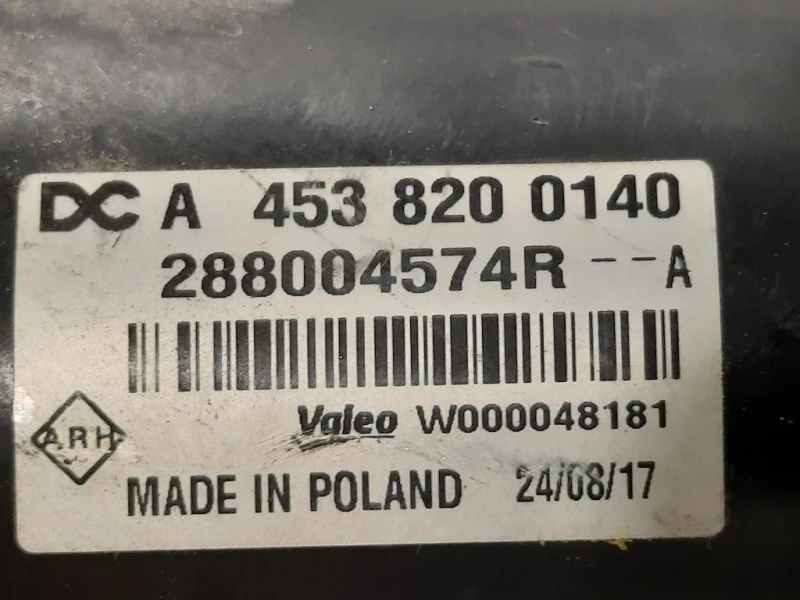 DC A 453 820 0140
288004574R --A
Valeo W000048181
ARH
MADE IN POLAND 24/08/17